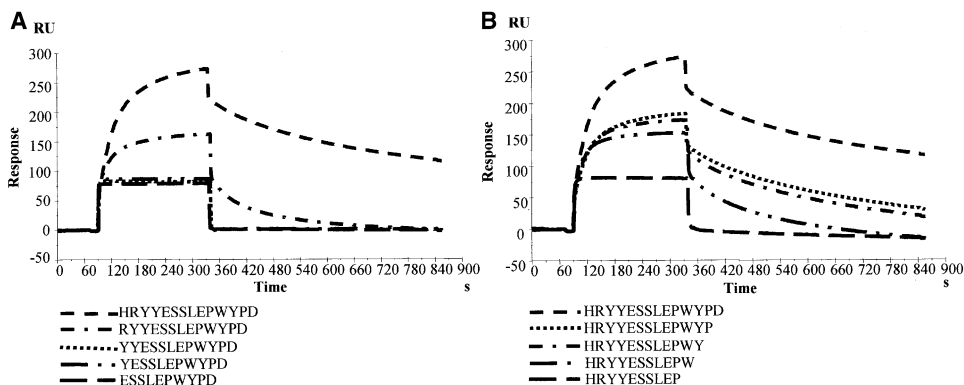 A
RU
300
250
200
150
100
50
0
-50
Response
0 60 120 180 240 300 360 420 480 540 600 660 720 780 840 900
Time s
HRYYESSLEPWYPD
RYYESSLEPWYPD
YYESSLEPWYPD
YESSLEPWYPD
ESSLEPWYPD
B
RU
300
250
200
150
100
50
0
-50
Response
0 60 120 180 240 300 360 420 480 540 600 660 720 780 840 900
Time s
HRYYESSLEPWYPD
HRYYESSLEPWYP
HRYYESSLEPWY
HRYYESSLEPW
HRYYESSLEP